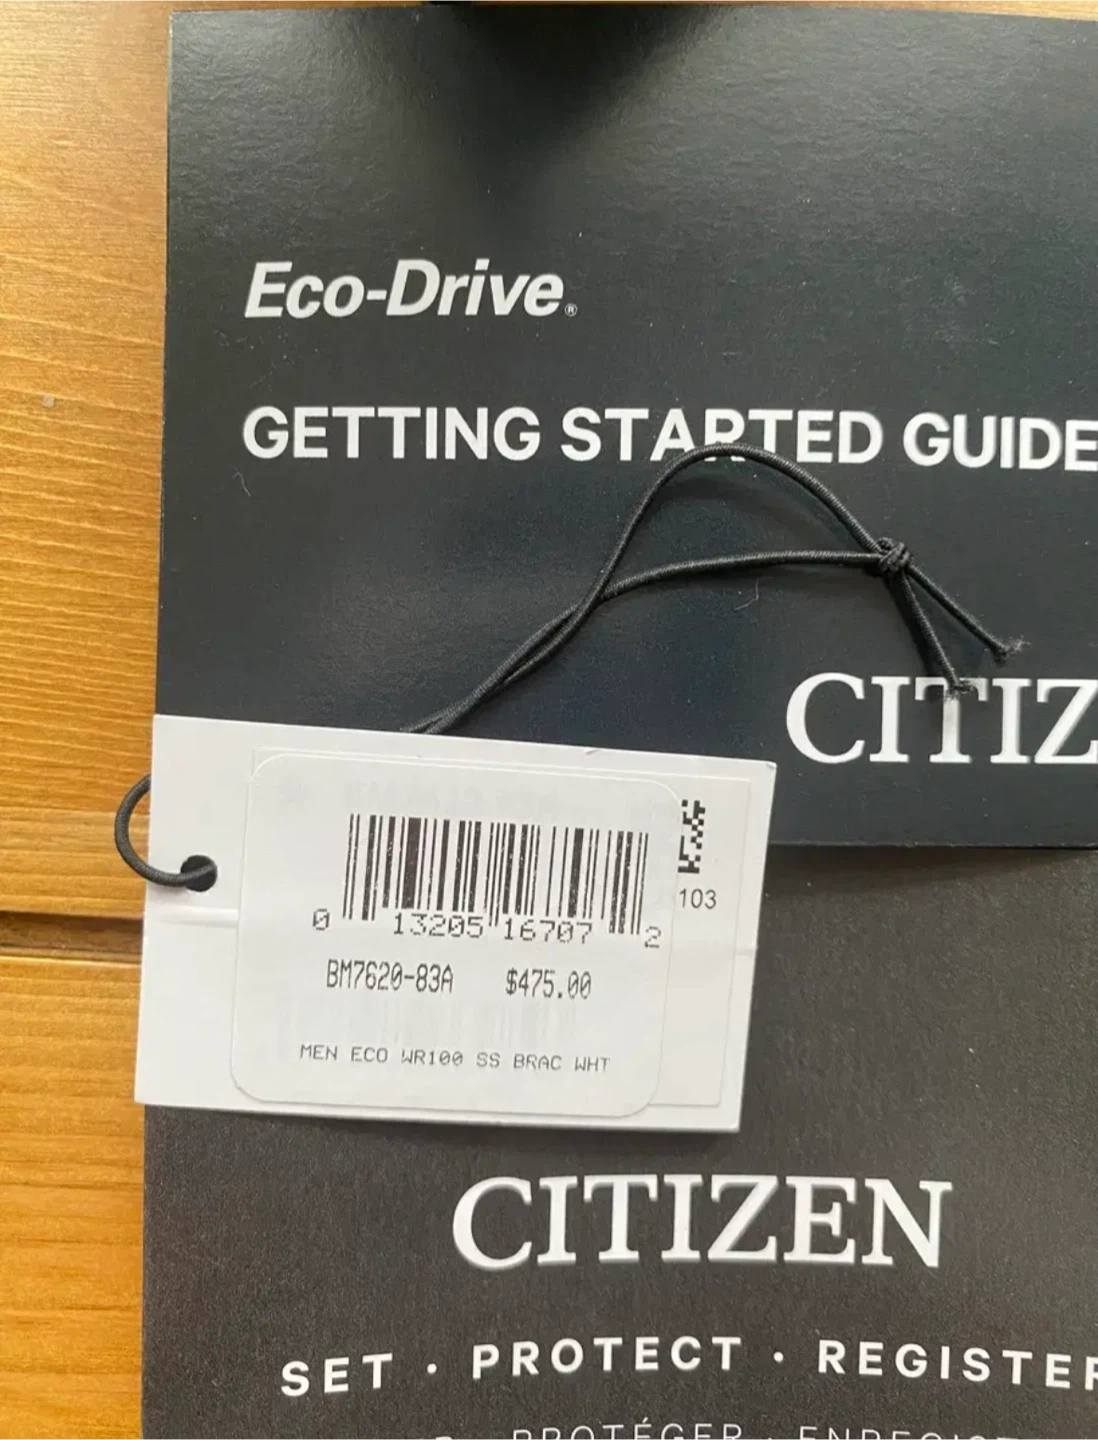 Eco-Drive®
GETTING STARTED GUIDE
CITIZ
103
0 13205 16707 2
BM7620-83A $475.00
MEN ECO WR100 SS BRAC WHT
CITIZEN
SET · PROTECT · REGISTER
PROTÉGER ·